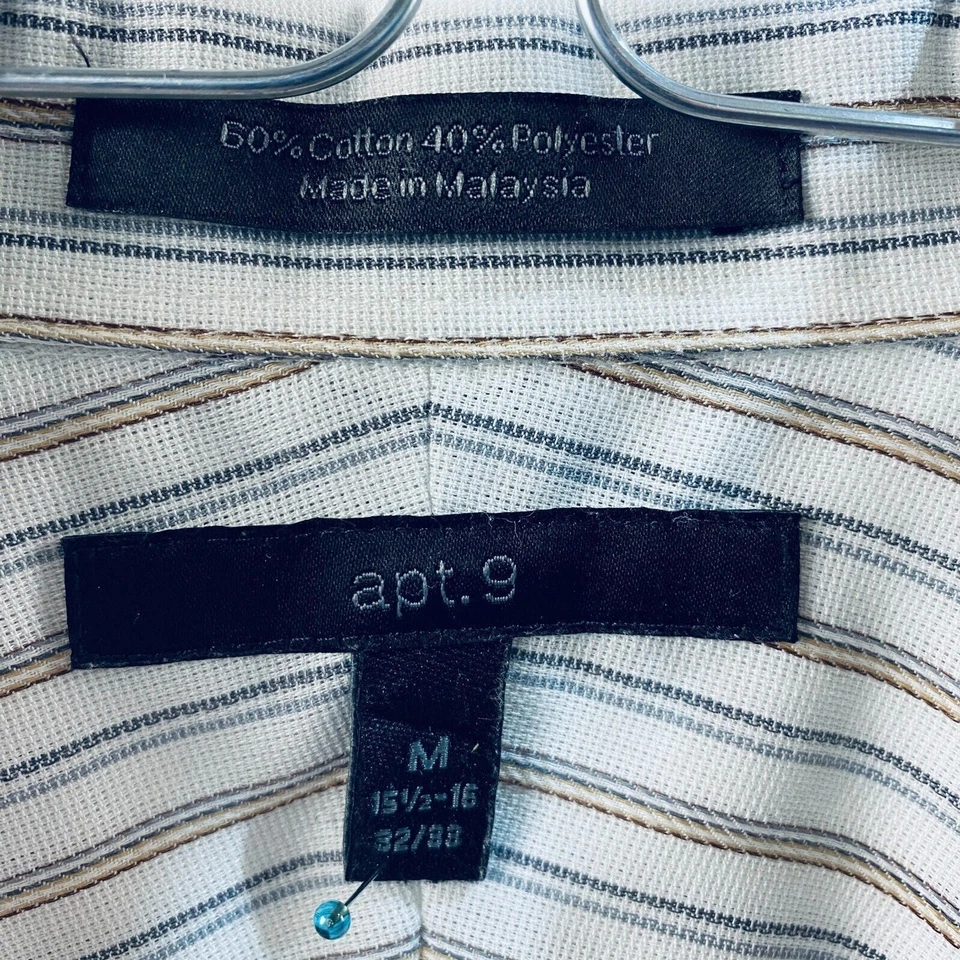 60% Cotton 40% Polyester
Made in Malaysia
apt.9
M
15½-16
32/33